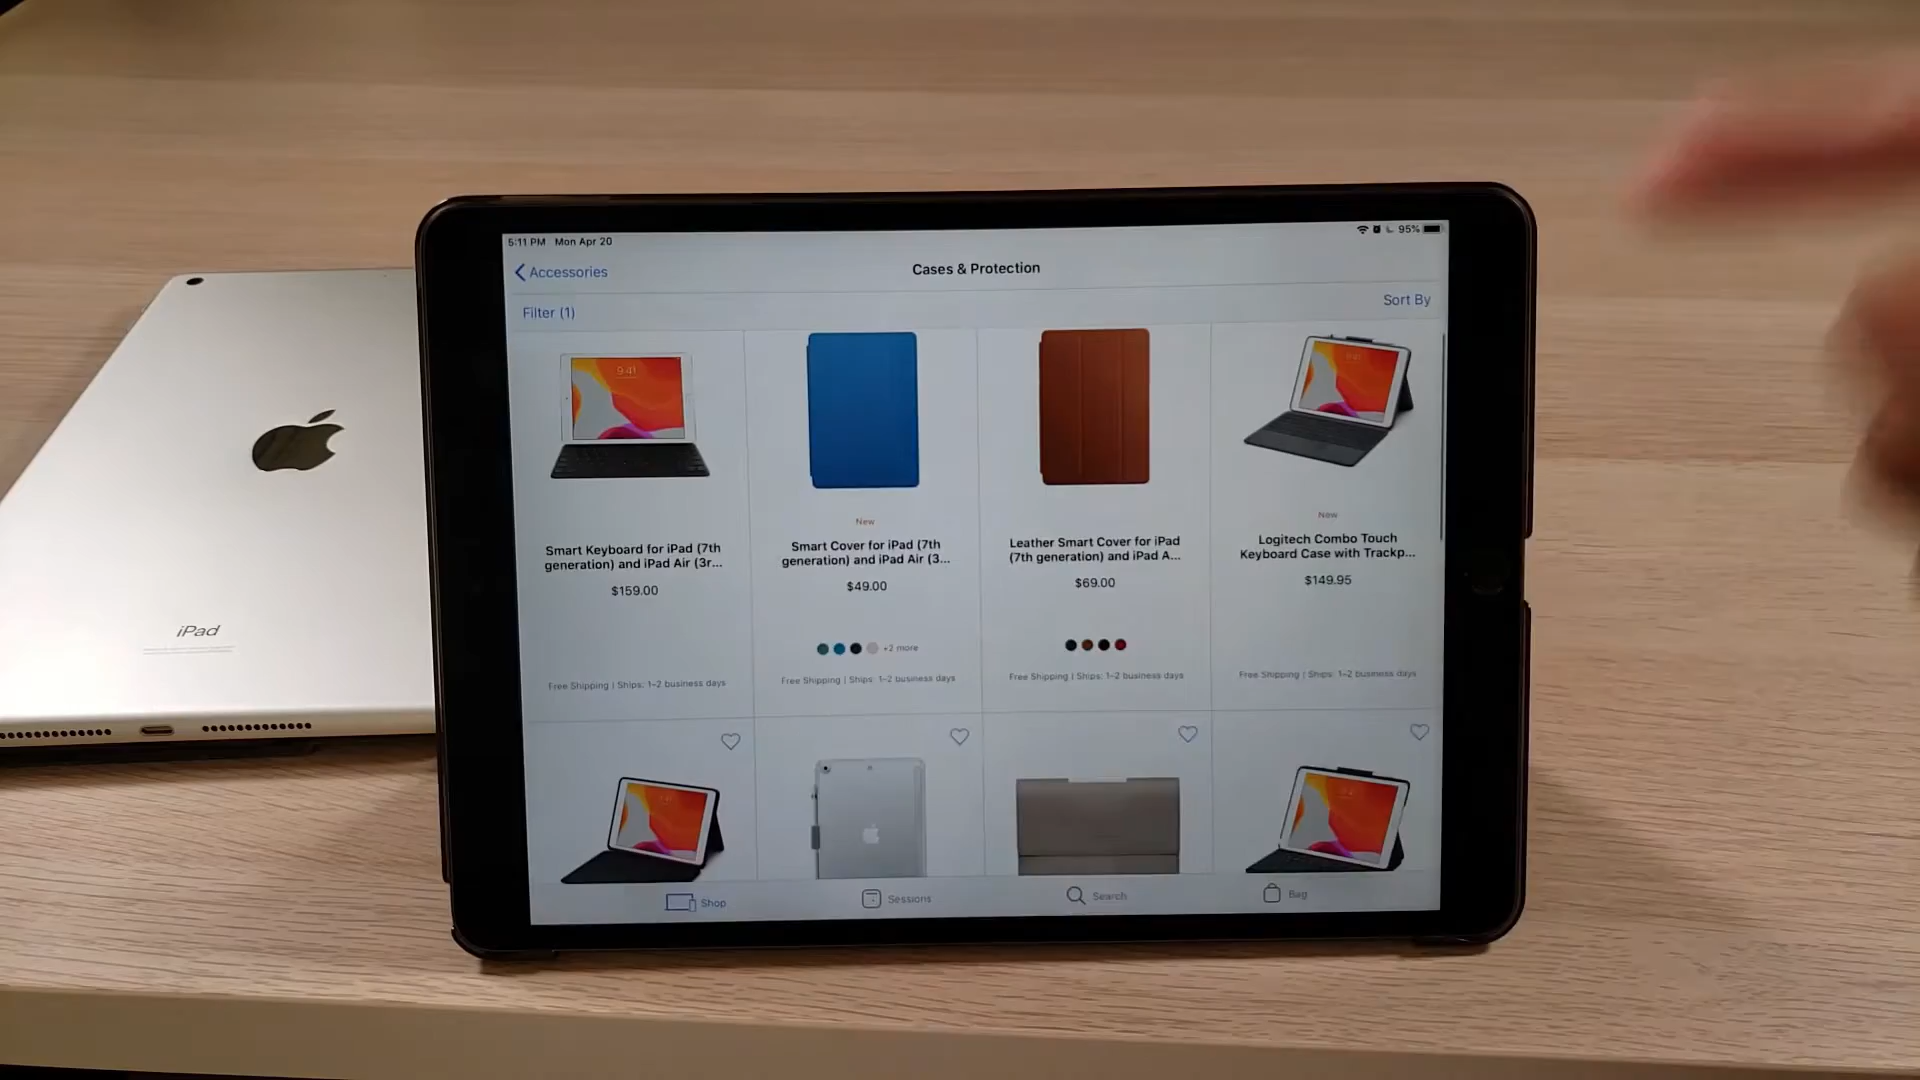 5:11 PM Mon Apr 20
95%
Accessories
Cases & Protection
Filter (1)
Sort By
9:41
9:41
New
New
Smart Keyboard for iPad (7th
generation) and iPad Air (3r...
$159.00
Smart Cover for iPad (7th
generation) and iPad Air (3...
$49.00
Leather Smart Cover for iPad
(7th generation) and iPad A...
$69.00
Logitech Combo Touch
Keyboard Case with Trackp...
$149.95
+2 more
Free Shipping | Ships: 1–2 business days
Free Shipping | Ships: 1–2 business days
Free Shipping | Ships: 1–2 business days
Free Shipping | Ships: 1–2 business days
Shop
Sessions
Search
Bag
iPad